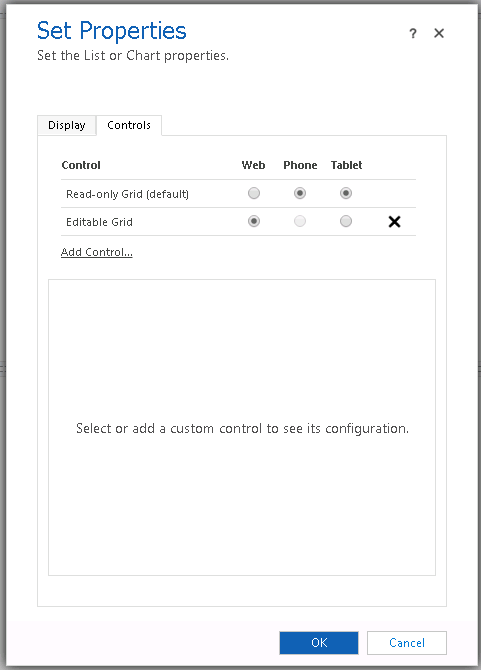 Set Properties
? ×
Set the List or Chart properties.
Display Controls
Control Web Phone Tablet
Read-only Grid (default)
Editable Grid
Add Control...
Select or add a custom control to see its configuration.
OK Cancel